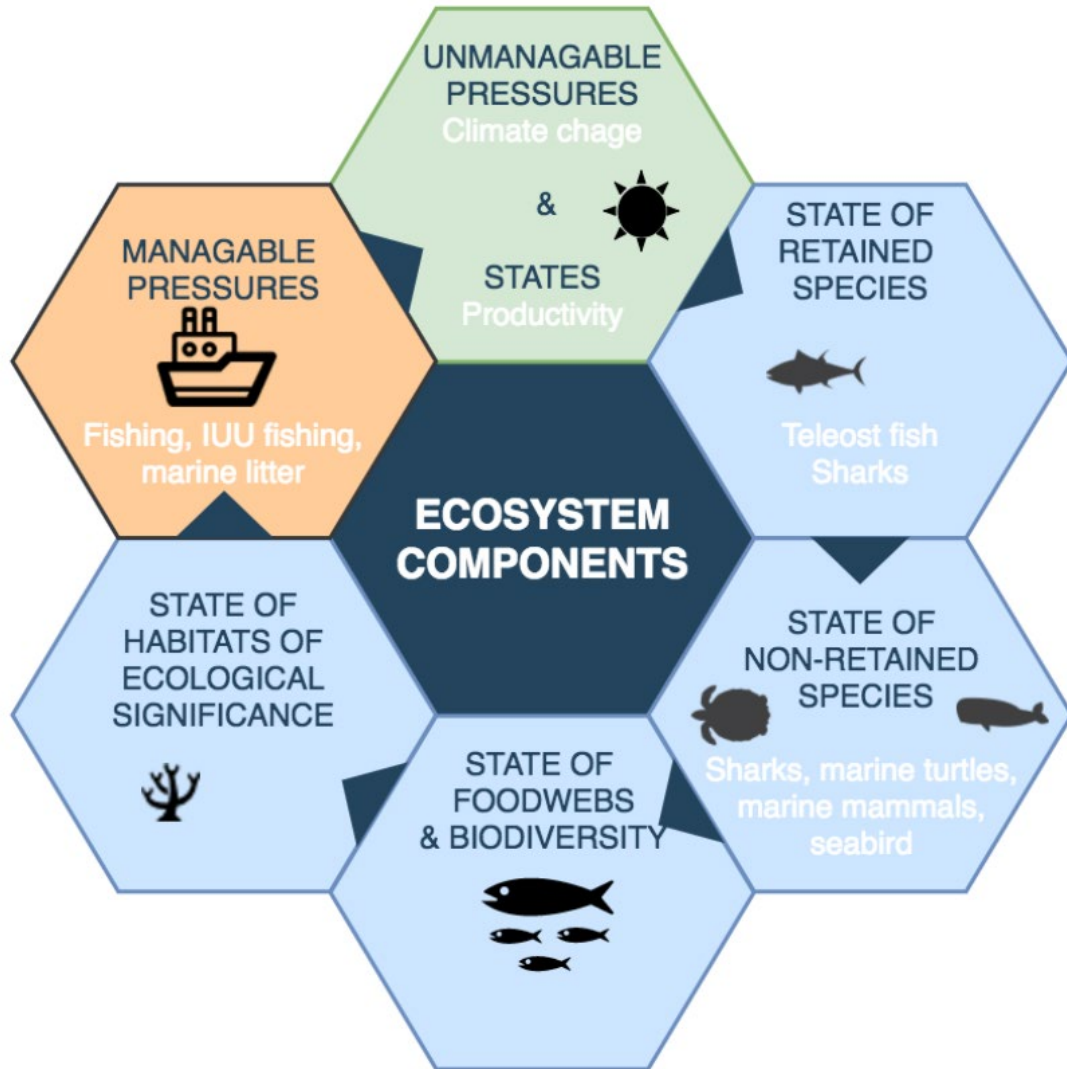 UNMANAGABLE
PRESSURES
Climate chage
&
STATES
Productivity
MANAGABLE
PRESSURES
Fishing, IUU fishing,
marine litter
STATE OF
RETAINED
SPECIES
Teleost fish
Sharks
ECOSYSTEM
COMPONENTS
STATE OF
HABITATS OF
ECOLOGICAL
SIGNIFICANCE
STATE OF
NON-RETAINED
SPECIES
Sharks, marine turtles,
marine mammals,
seabird
STATE OF
FOODWEBS
& BIODIVERSITY